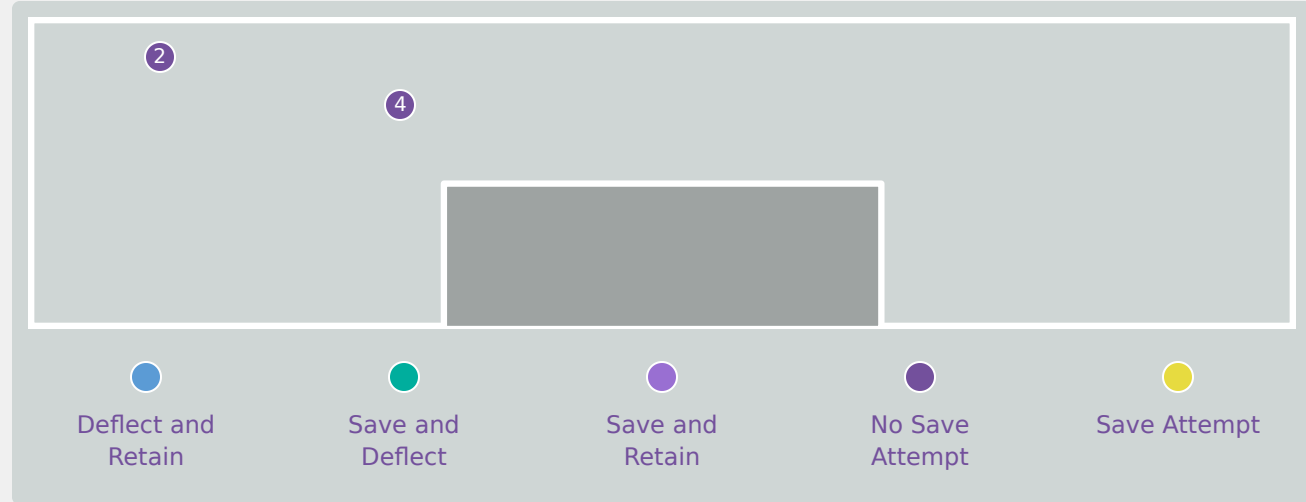 2
4
Deflect and
Retain
Save and
Deflect
Save and
Retain
No Save
Attempt
Save Attempt